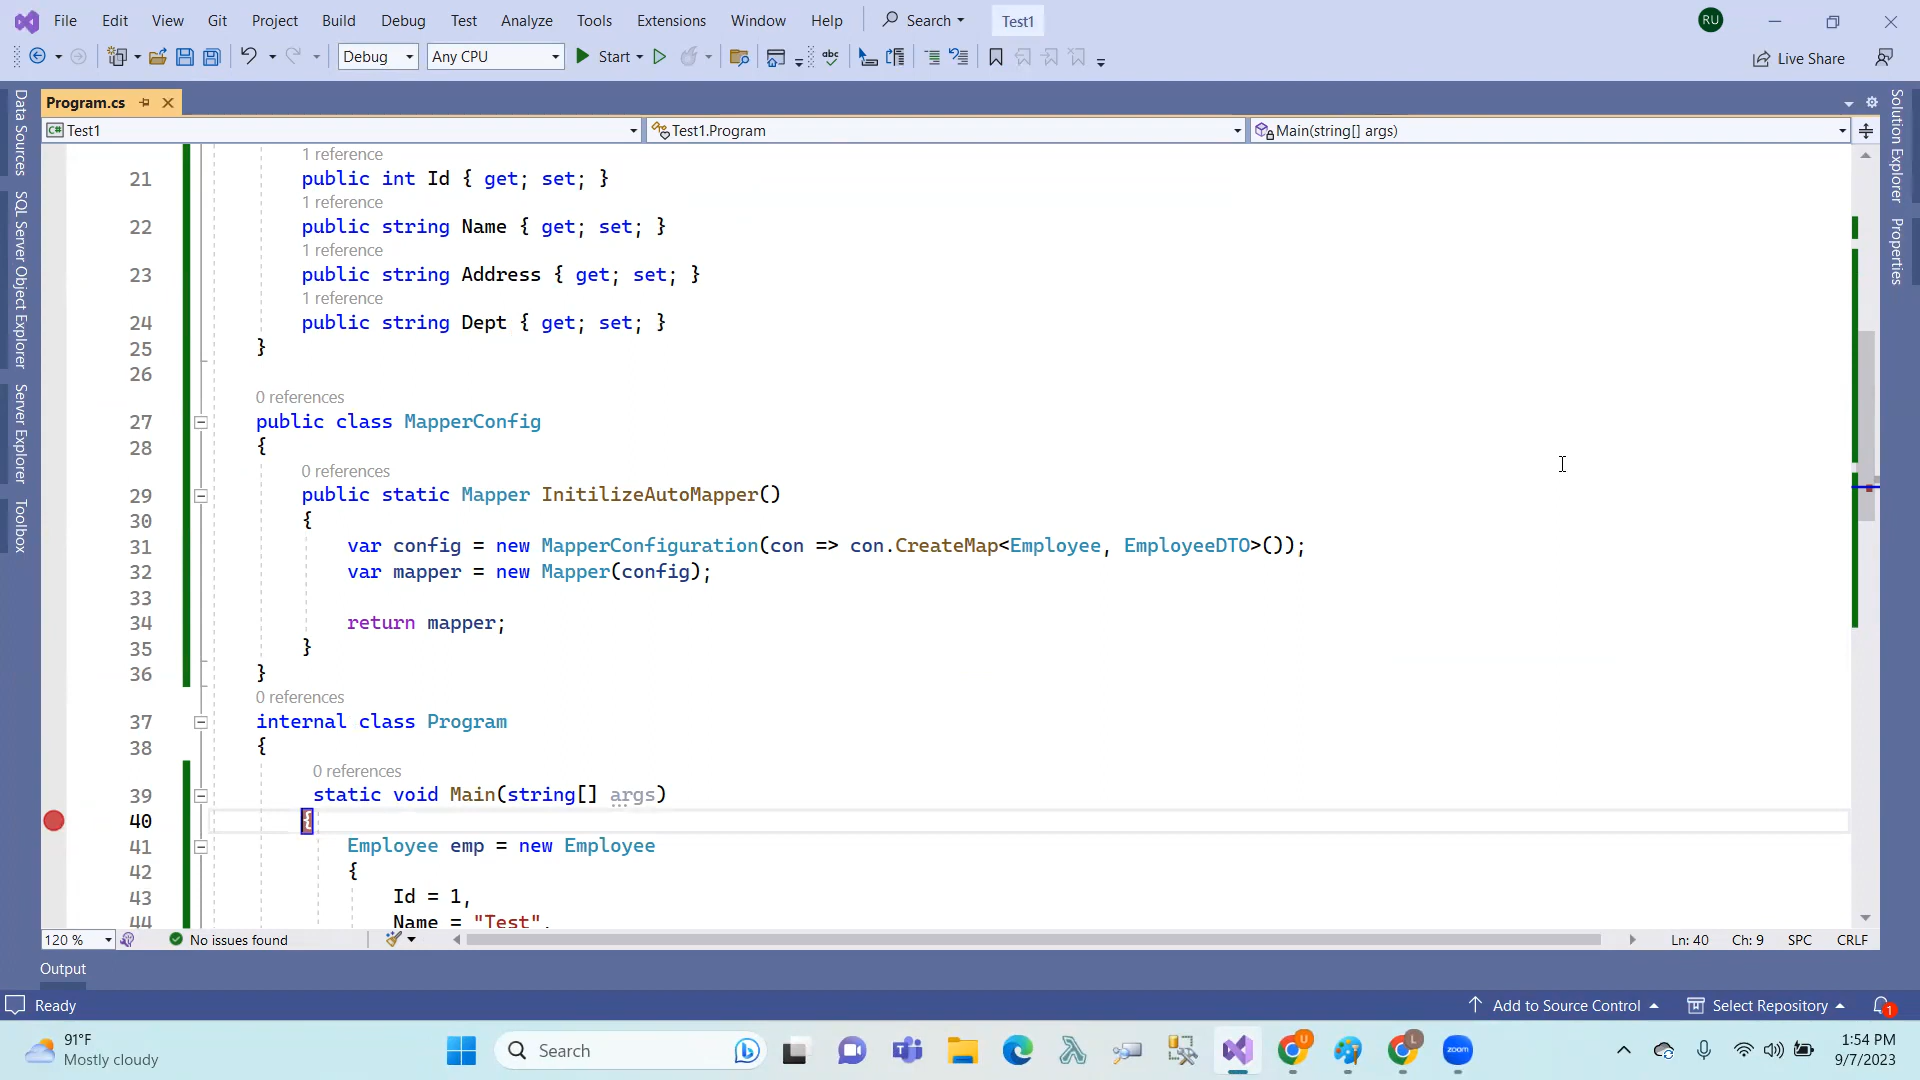 File Edit View Git Project Build Debug Test Analyze Tools Extensions Window Help Search Test1 RU
Debug Any CPU Start abc Live Share
Program.cs
Test1 Test1.Program Main(string[] args)
Data Sources
SQL Server Object Explorer
Server Explorer
Toolbox
Solution Explorer
Properties
1 reference
21 public int Id { get; set; }
1 reference
22 public string Name { get; set; }
1 reference
23 public string Address { get; set; }
1 reference
24 public string Dept { get; set; }
25 }
26
0 references
27 public class MapperConfig
28 {
0 references
29 public static Mapper InitilizeAutoMapper()
30 {
31 var config = new MapperConfiguration(con => con.CreateMap<Employee, EmployeeDTO>());
32 var mapper = new Mapper(config);
33
34 return mapper;
35 }
36 }
0 references
37 internal class Program
38 {
0 references
39 static void Main(string[] args)
40 {
41 Employee emp = new Employee
42 {
43 Id = 1,
44 Name = "Test",
120 % No issues found Ln: 40 Ch: 9 SPC CRLF
Output
Ready Add to Source Control Select Repository 1
91°F
Mostly cloudy
Search
U
L
zoom
1:54 PM
9/7/2023